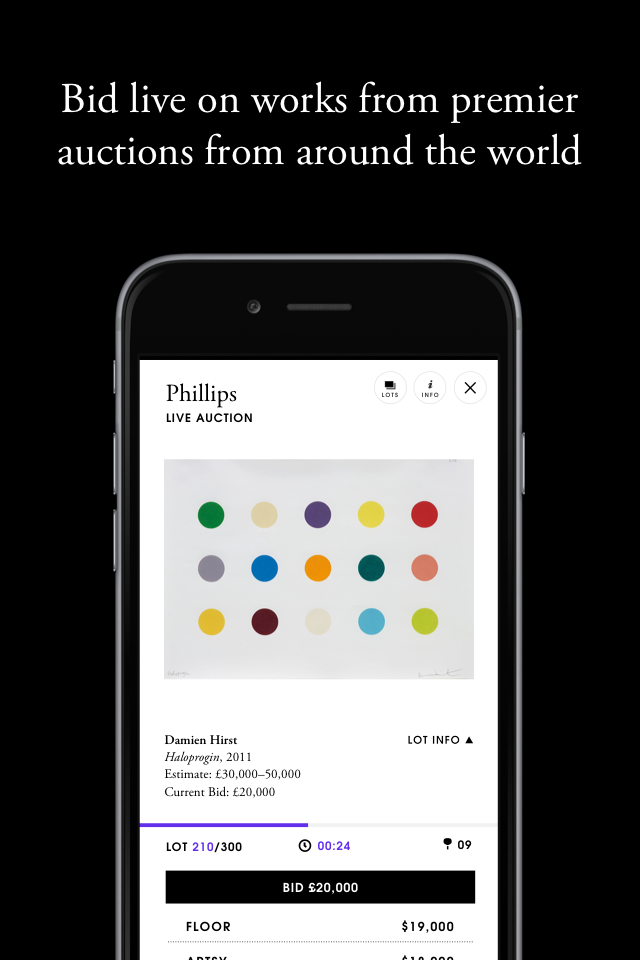 Bid live on works from premier
auctions from around the world
Phillips
LIVE AUCTION
LOTS
INFO
Damien Hirst
LOT INFO ▲
Haloprogin, 2011
Estimate: £30,000–50,000
Current Bid: £20,000
LOT 210/300
00:24
09
BID £20,000
FLOOR
$19,000
ARTSY